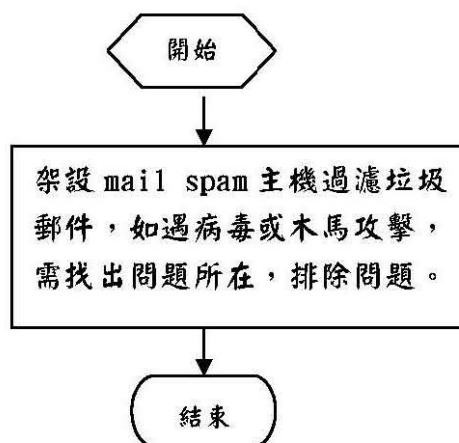 開始
架設 mail spam 主機過濾垃圾
郵件，如遇病毒或木馬攻擊，
需找出問題所在，排除問題。
結束